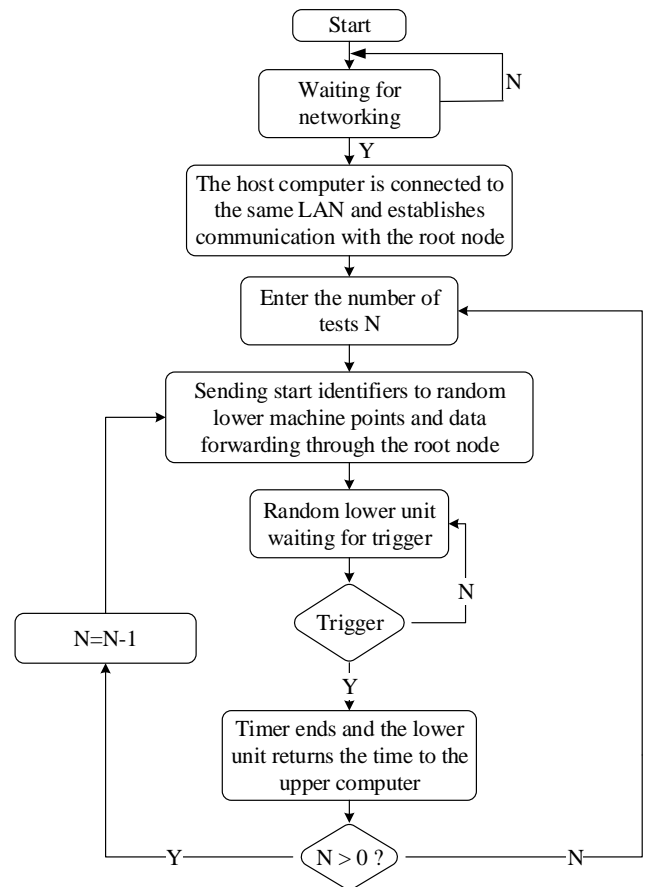 Start
N
Waiting for
networking
Y
The host computer is connected to
the same LAN and establishes
communication with the root node
Enter the number of
tests N
Sending start identifiers to random
lower machine points and data
forwarding through the root node
Random lower unit
waiting for trigger
N
Trigger
N=N-1
Y
Timer ends and the lower
unit returns the time to the
upper computer
Y
N > 0 ?
N